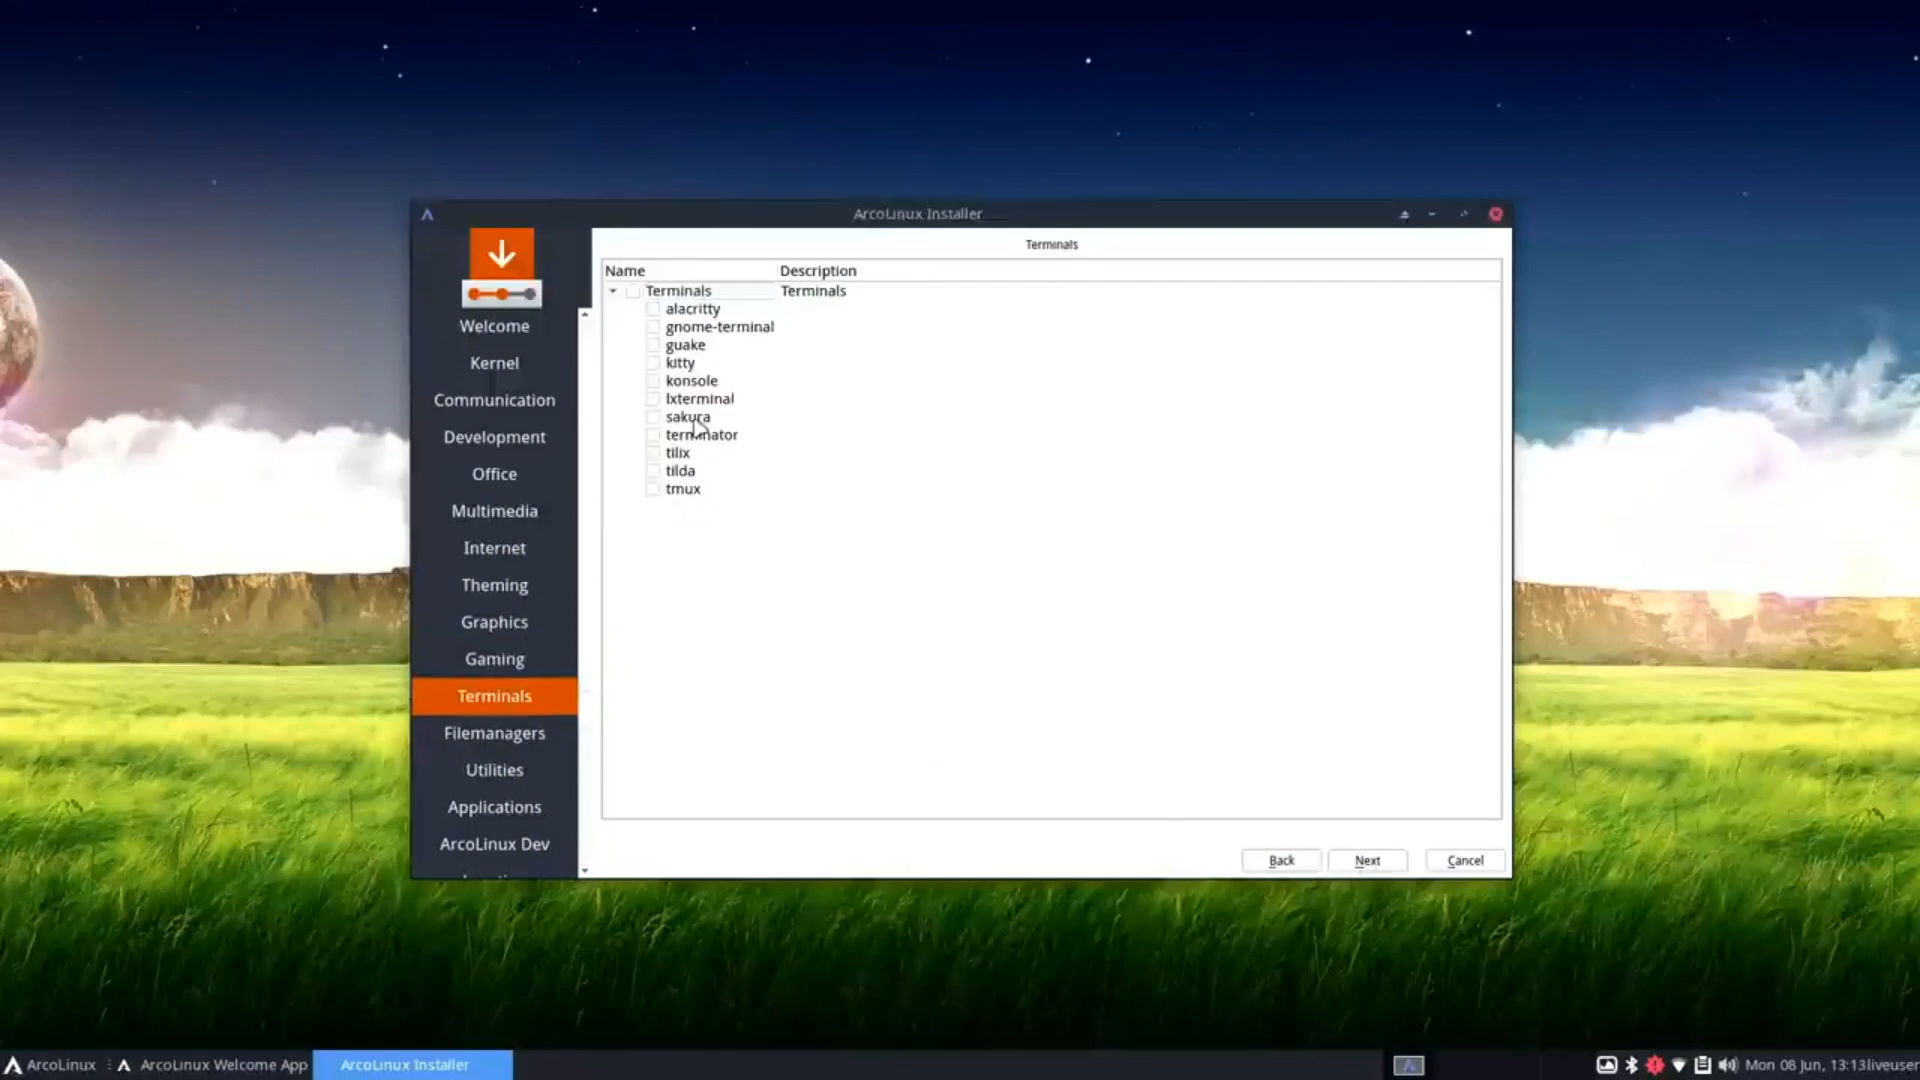 ArcoLinux Installer
Terminals
Name Description
Terminals Terminals
alacritty
gnome-terminal
guake
kitty
konsole
lxterminal
sakura
terminator
tilix
tilda
tmux
Welcome
Kernel
Communication
Development
Office
Multimedia
Internet
Theming
Graphics
Gaming
Terminals
Filemanagers
Utilities
Applications
ArcoLinux Dev
Back Next Cancel
ArcoLinux ArcoLinux Welcome App ArcoLinux Installer Mon 08 Jun, 13:13liveuser